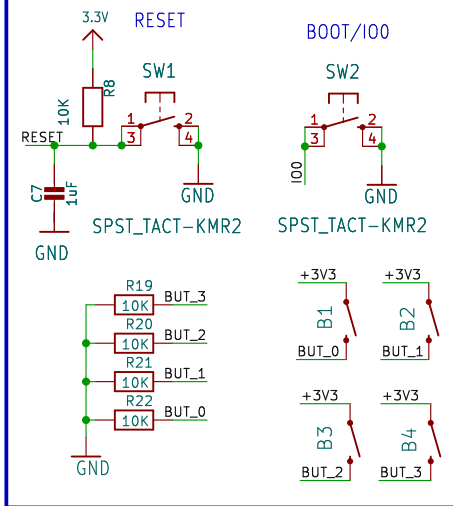 3.3V
RESET
BOOT/IO0
R8
10K
SW1
SW2
1 2
3 4
1 2
3 4
RESET
IO0
C7
1uF
GND
GND
GND
SPST_TACT-KMR2
SPST_TACT-KMR2
R19
10K
BUT_3
R20
10K
BUT_2
R21
10K
BUT_1
R22
10K
BUT_0
GND
+3V3
B1
BUT_0
+3V3
B2
BUT_1
+3V3
B3
BUT_2
+3V3
B4
BUT_3